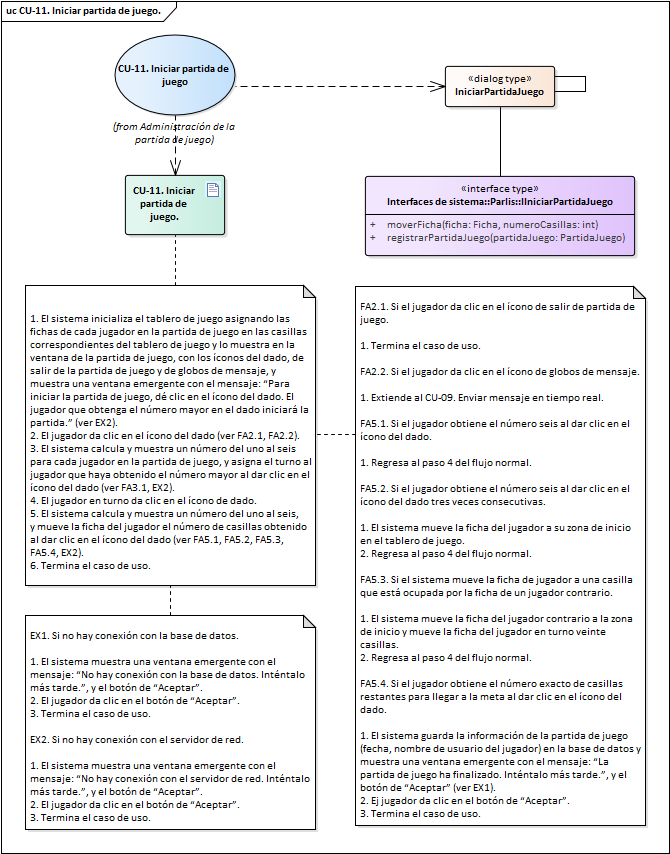 uc CU-11. Iniciar partida de juego.
CU-11. Iniciar partida de
juego
(from Administración de la
partida de juego)
«dialog type»
IniciarPartidaJuego
CU-11. Iniciar
partida de
juego.
«interface type»
Interfaces de sistema::Parlis::IIniciarPartidaJuego
+ moverFicha(ficha: Ficha, numeroCasillas: int)
+ registrarPartidaJuego(partidaJuego: PartidaJuego)
1. El sistema inicializa el tablero de juego asignando las
fichas de cada jugador en la partida de juego en las casillas
correspondientes del tablero de juego y lo muestra en la
ventana de la partida de juego, con los íconos del dado, de
salir de la partida de juego y de globos de mensaje, y
muestra una ventana emergente con el mensaje: “Para
iniciar la partida de juego, dé clic en el ícono del dado. El
jugador que obtenga el número mayor en el dado iniciará la
partida.” (ver EX2).
2. El jugador da clic en el ícono del dado (ver FA2.1, FA2.2).
3. El sistema calcula y muestra un número del uno al seis
para cada jugador en la partida de juego, y asigna el turno al
jugador que haya obtenido el número mayor al dar clic en el
ícono del dado (ver FA3.1, EX2).
4. El jugador en turno da clic en el ícono de dado.
5. El sistema calcula y muestra un número del uno al seis,
y mueve la ficha del jugador el número de casillas obtenido
al dar clic en el ícono del dado (ver FA5.1, FA5.2, FA5.3,
FA5.4, EX2).
6. Termina el caso de uso.
EX1. Si no hay conexión con la base de datos.
1. El sistema muestra una ventana emergente con el
mensaje: “No hay conexión con la base de datos. Inténtalo
más tarde.”, y el botón de “Aceptar”.
2. El jugador da clic en el botón de “Aceptar”.
3. Termina el caso de uso.
EX2. Si no hay conexión con el servidor de red.
1. El sistema muestra una ventana emergente con el
mensaje: “No hay conexión con el servidor de red. Inténtalo
más tarde.”, y el botón de “Aceptar”.
2. El jugador da clic en el botón de “Aceptar”.
3. Termina el caso de uso.
FA2.1. Si el jugador da clic en el ícono de salir de partida de
juego.
1. Termina el caso de uso.
FA2.2. Si el jugador da clic en el ícono de globos de mensaje.
1. Extiende al CU-09. Enviar mensaje en tiempo real.
FA5.1. Si el jugador obtiene el número seis al dar clic en el
ícono del dado.
1. Regresa al paso 4 del flujo normal.
FA5.2. Si el jugador obtiene el número seis al dar clic en el
ícono del dado tres veces consecutivas.
1. El sistema mueve la ficha del jugador a su zona de inicio
en el tablero de juego.
2. Regresa al paso 4 del flujo normal.
FA5.3. Si el sistema mueve la ficha de jugador a una casilla
que está ocupada por la ficha de un jugador contrario.
1. El sistema mueve la ficha del jugador contrario a la zona
de inicio y mueve la ficha del jugador en turno veinte
casillas.
2. Regresa al paso 4 del flujo normal.
FA5.4. Si el jugador obtiene el número exacto de casillas
restantes para llegar a la meta al dar clic en el ícono del
dado.
1. El sistema guarda la información de la partida de juego
(fecha, nombre de usuario del jugador) en la base de datos y
muestra una ventana emergente con el mensaje: “La
partida de juego ha finalizado. Inténtalo más tarde.”, y el
botón de “Aceptar” (ver EX1).
2. Ej jugador da clic en el botón de “Aceptar”.
3. Termina el caso de uso.